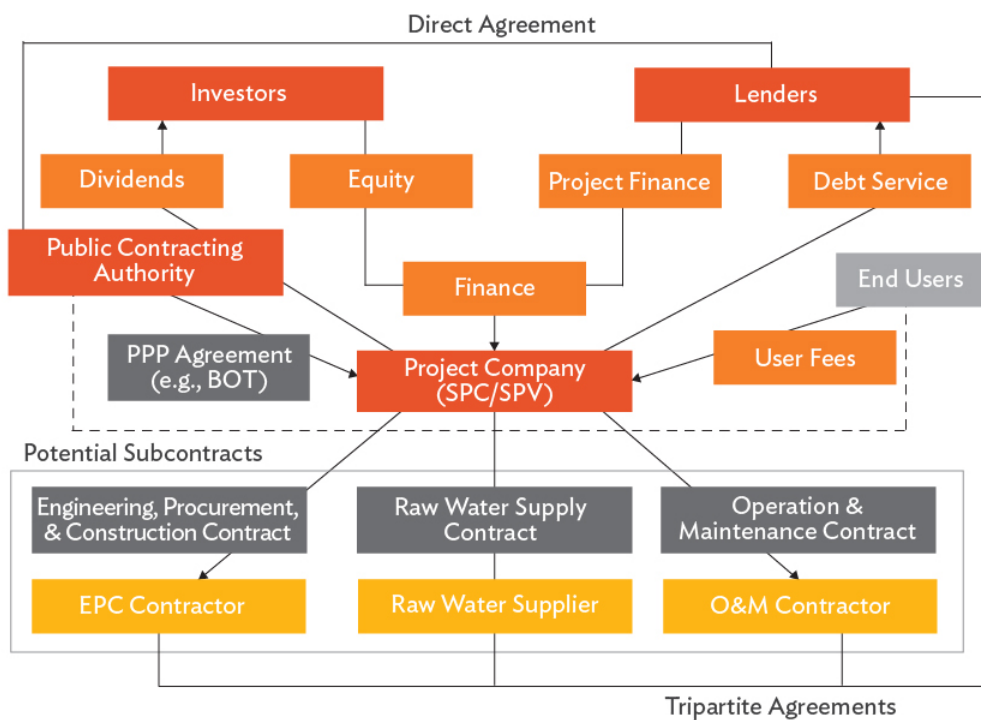 Direct Agreement
Investors
Lenders
Dividends
Equity
Project Finance
Debt Service
Public Contracting
Authority
Finance
End Users
PPP Agreement
(e.g., BOT)
Project Company
(SPC/SPV)
User Fees
Potential Subcontracts
Engineering, Procurement,
& Construction Contract
Raw Water Supply
Contract
Operation &
Maintenance Contract
EPC Contractor
Raw Water Supplier
O&M Contractor
Tripartite Agreements